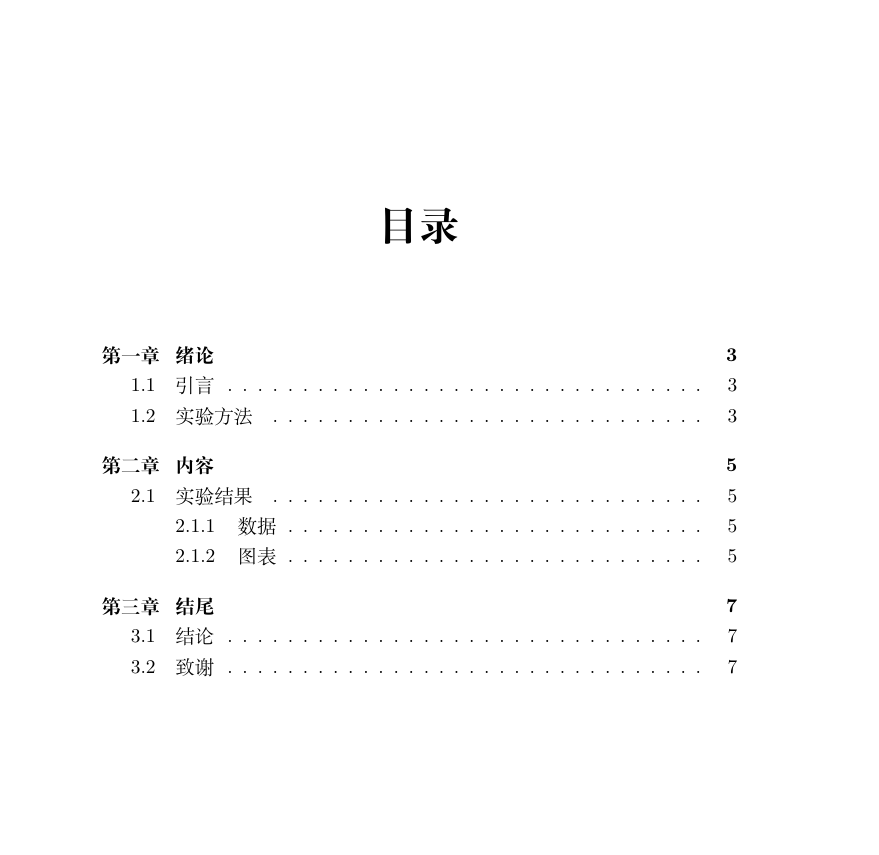 目录
第一章 绪论 3
1.1 引言 . . . . . . . . . . . . . . . . . . . . . . . . . . . . . . . . 3
1.2 实验方法 . . . . . . . . . . . . . . . . . . . . . . . . . . . . . 3
第二章 内容 5
2.1 实验结果 . . . . . . . . . . . . . . . . . . . . . . . . . . . . . 5
2.1.1 数据 . . . . . . . . . . . . . . . . . . . . . . . . . . . . 5
2.1.2 图表 . . . . . . . . . . . . . . . . . . . . . . . . . . . . 5
第三章 结尾 7
3.1 结论 . . . . . . . . . . . . . . . . . . . . . . . . . . . . . . . . 7
3.2 致谢 . . . . . . . . . . . . . . . . . . . . . . . . . . . . . . . . 7